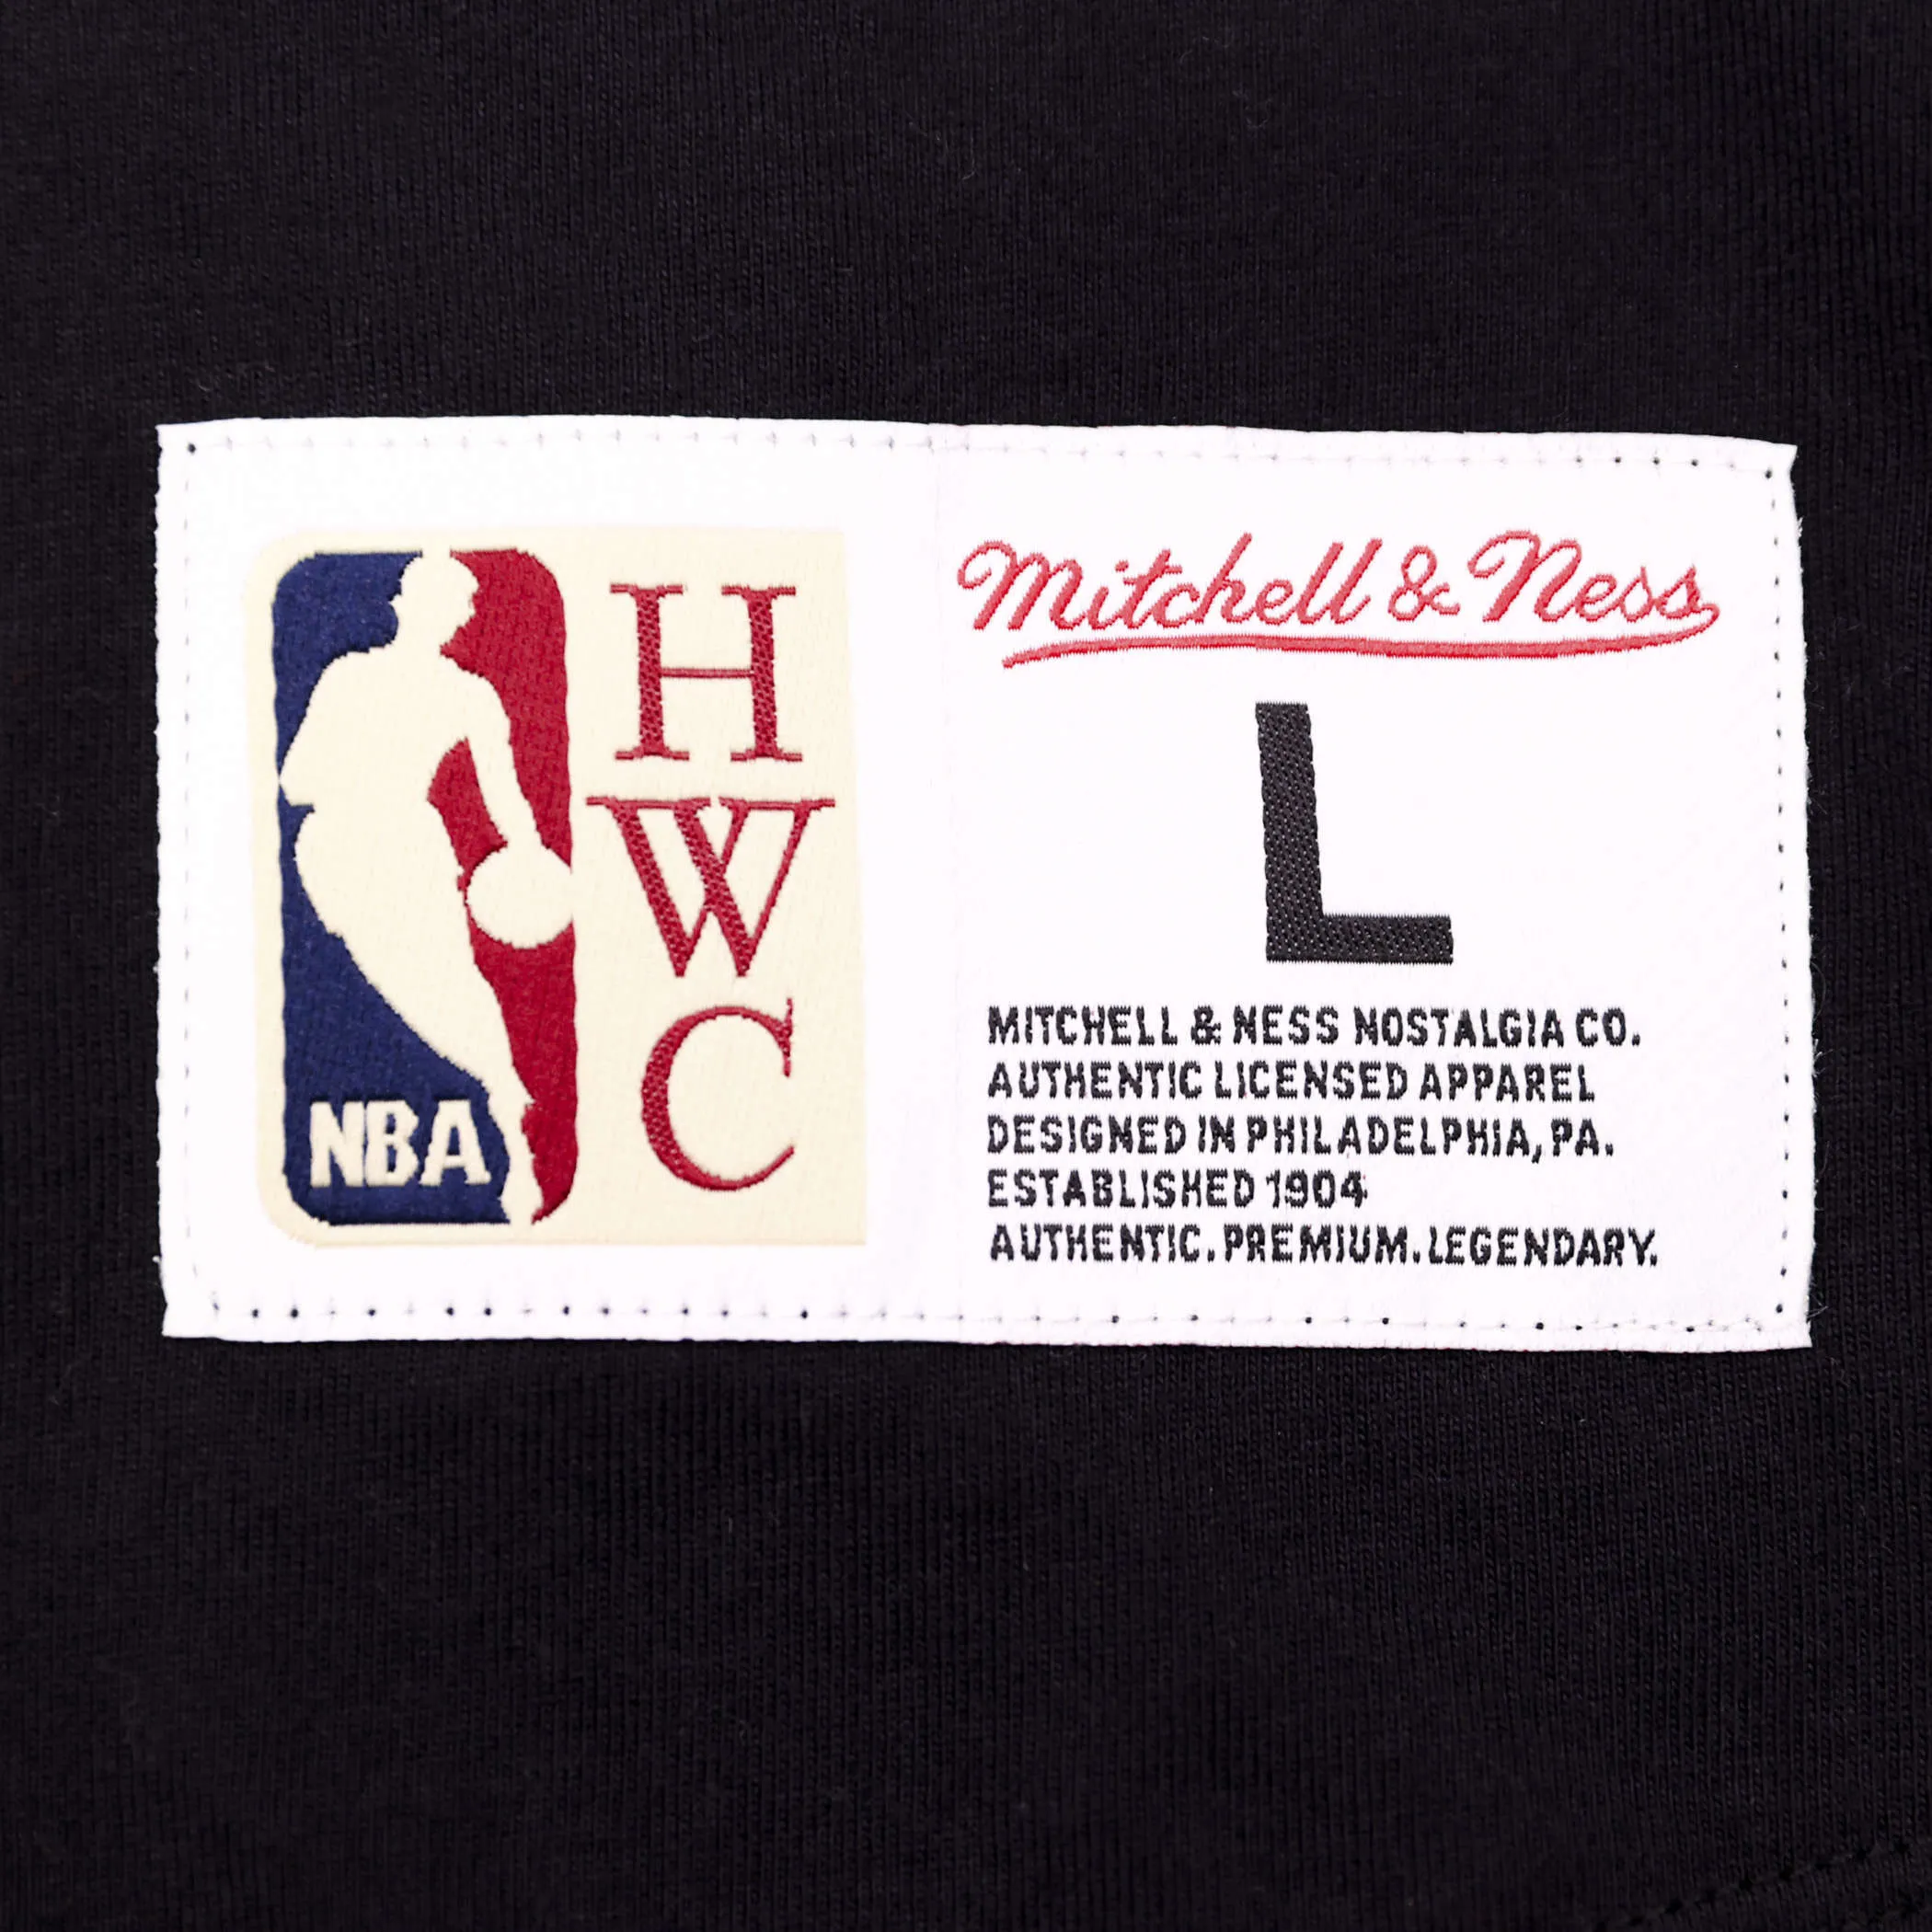 NBA
H
W
C
Mitchell & Ness
L
MITCHELL & NESS NOSTALGIA CO.
AUTHENTIC LICENSED APPAREL
DESIGNED IN PHILADELPHIA, PA.
ESTABLISHED 1904
AUTHENTIC. PREMIUM. LEGENDARY.